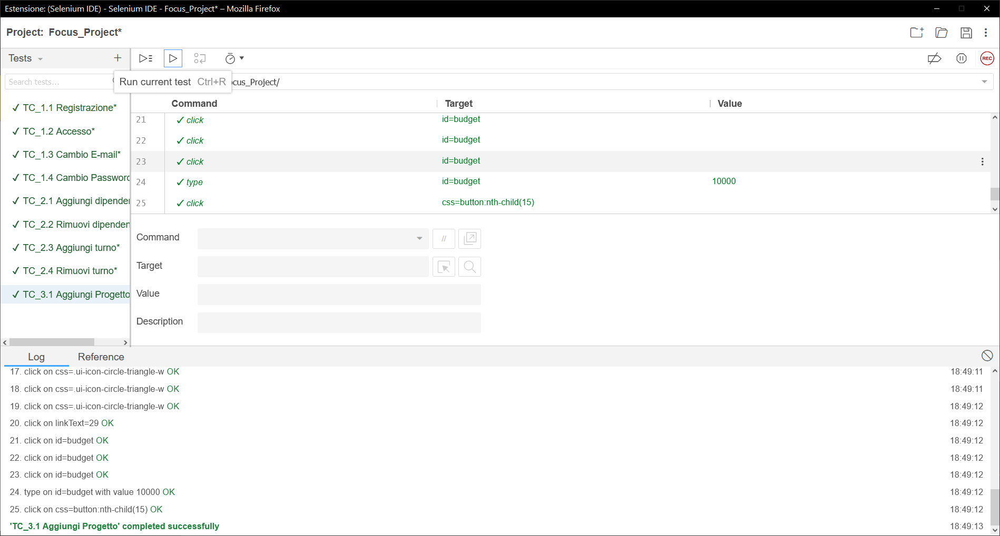 Estensione: (Selenium IDE) - Selenium IDE - Focus_Project* – Mozilla Firefox
Project: Focus_Project*
Tests
REC
Search tests...
Run current test Ctrl+R
ocus_Project/
Command Target Value
TC_1.1 Registrazione*
TC_1.2 Accesso*
TC_1.3 Cambio E-mail*
TC_1.4 Cambio Password
TC_2.1 Aggiungi dipenden
TC_2.2 Rimuovi dipenden
TC_2.3 Aggiungi turno*
TC_2.4 Rimuovi turno*
TC_3.1 Aggiungi Progetto
21 ✓ click id=budget
22 ✓ click id=budget
23 ✓ click id=budget
24 ✓ type id=budget 10000
25 ✓ click css=button:nth-child(15)
Command //
Target
Value
Description
Log Reference
17. click on css=.ui-icon-circle-triangle-w OK 18:49:11
18. click on css=.ui-icon-circle-triangle-w OK 18:49:11
19. click on css=.ui-icon-circle-triangle-w OK 18:49:12
20. click on linkText=29 OK 18:49:12
21. click on id=budget OK 18:49:12
22. click on id=budget OK 18:49:12
23. click on id=budget OK 18:49:12
24. type on id=budget with value 10000 OK 18:49:12
25. click on css=button:nth-child(15) OK 18:49:12
'TC_3.1 Aggiungi Progetto' completed successfully 18:49:13